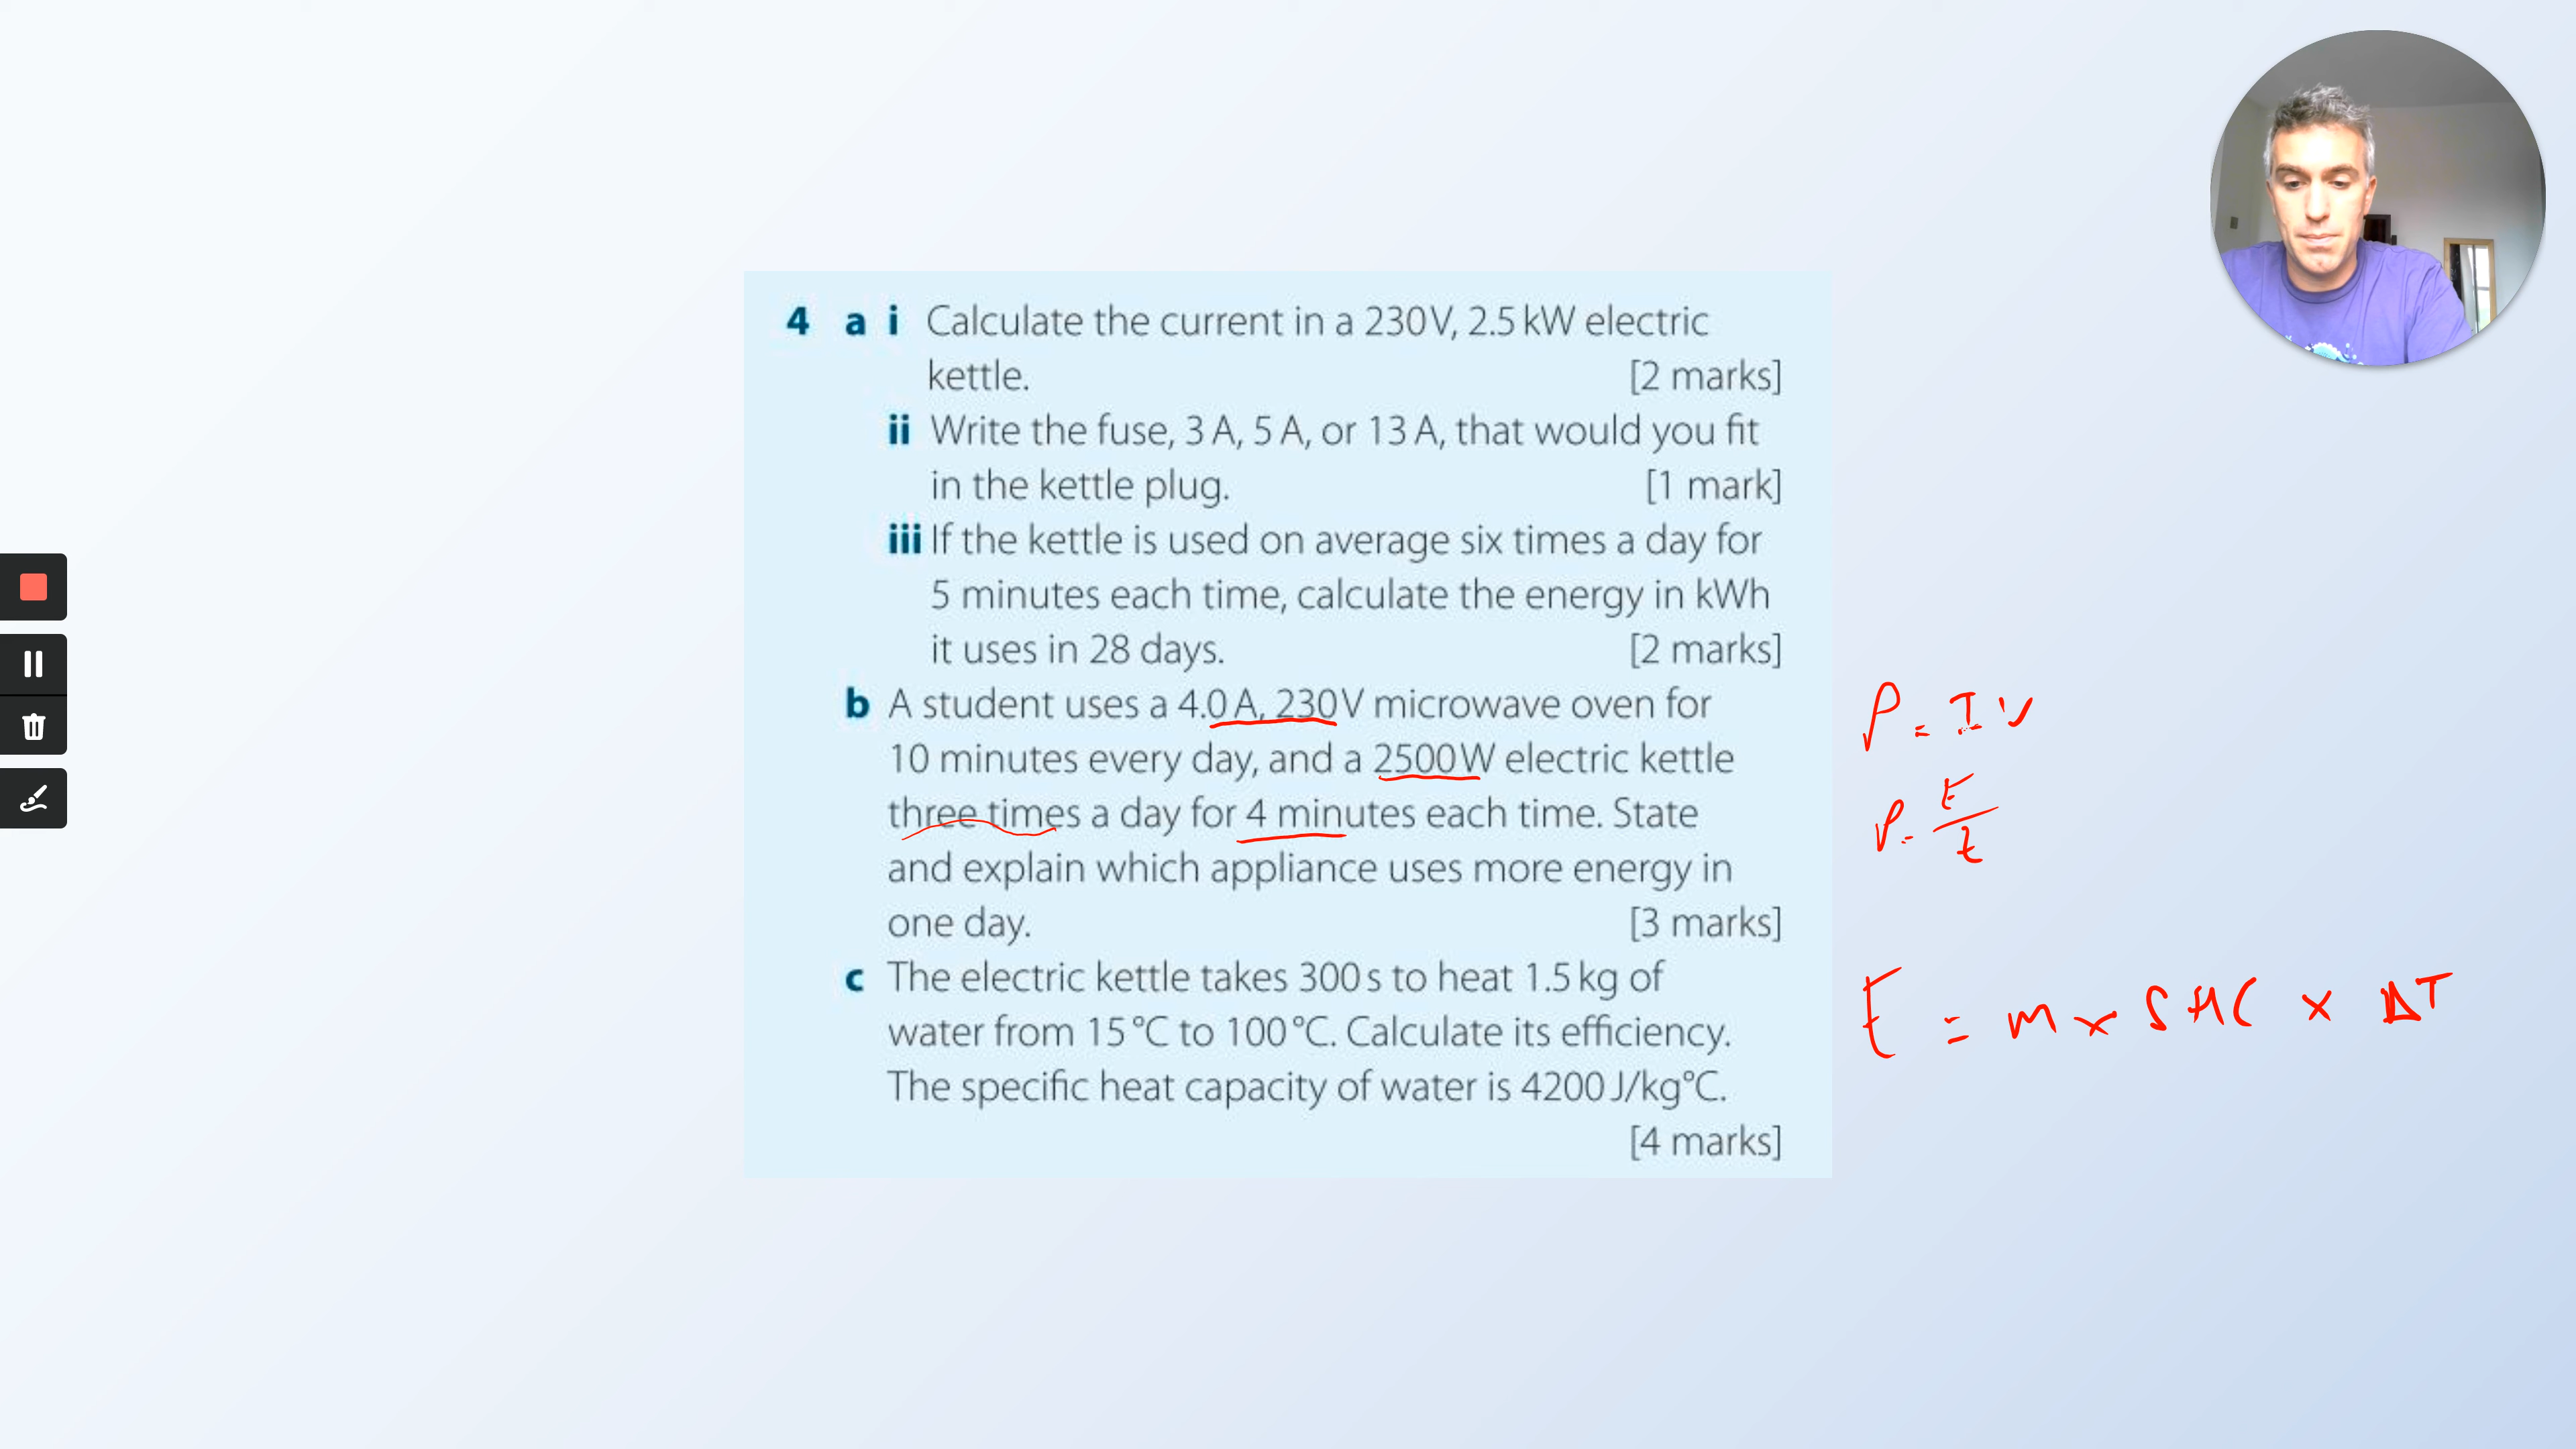 4 a i Calculate the current in a 230 V, 2.5 kW electric
kettle. [2 marks]
ii Write the fuse, 3 A, 5 A, or 13 A, that would you fit
in the kettle plug. [1 mark]
iii If the kettle is used on average six times a day for
5 minutes each time, calculate the energy in kWh
it uses in 28 days. [2 marks]
b A student uses a 4.0 A, 230 V microwave oven for
10 minutes every day, and a 2500 W electric kettle
three times a day for 4 minutes each time. State
and explain which appliance uses more energy in
one day. [3 marks]
c The electric kettle takes 300 s to heat 1.5 kg of
water from 15 °C to 100 °C. Calculate its efficiency.
The specific heat capacity of water is 4200 J/kg°C.
[4 marks]
P = I V
P = E/t
E = m x SHC x ΔT